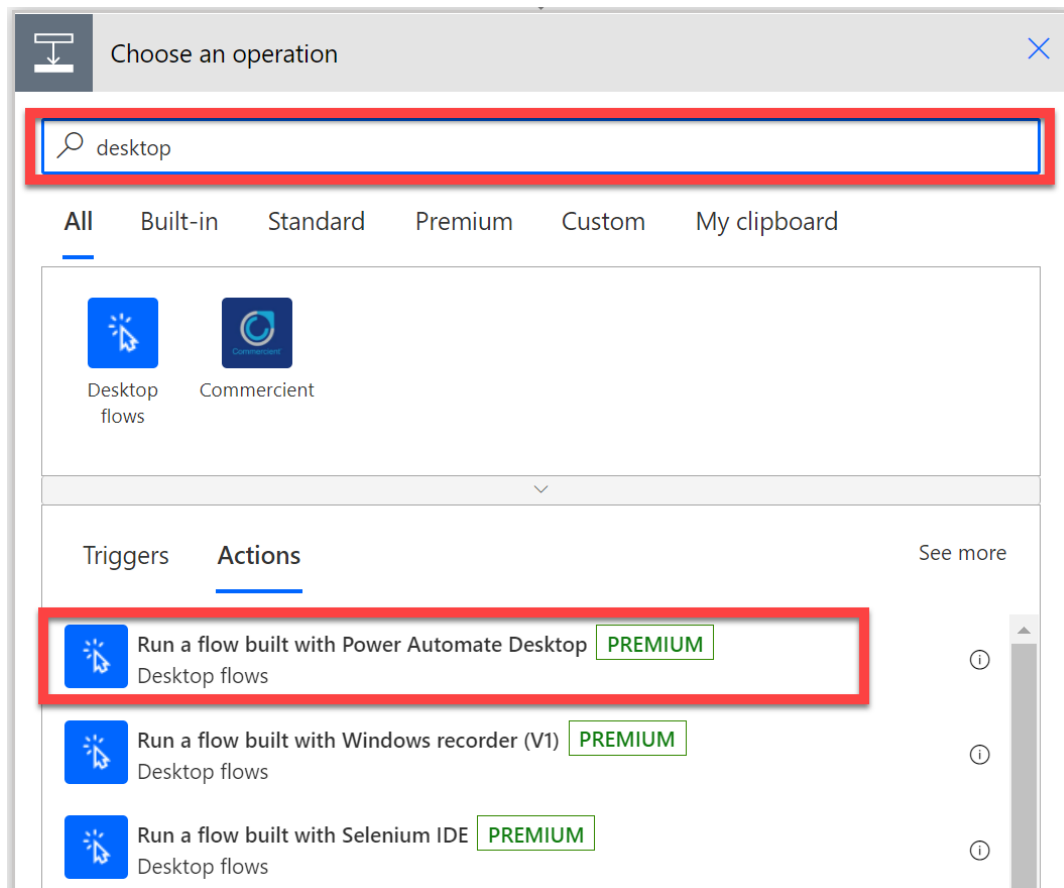 Choose an operation
desktop
All Built-in Standard Premium Custom My clipboard
Commercient
Desktop flows
Commercient
Triggers Actions See more
Run a flow built with Power Automate Desktop PREMIUM
Desktop flows
Run a flow built with Windows recorder (V1) PREMIUM
Desktop flows
Run a flow built with Selenium IDE PREMIUM
Desktop flows